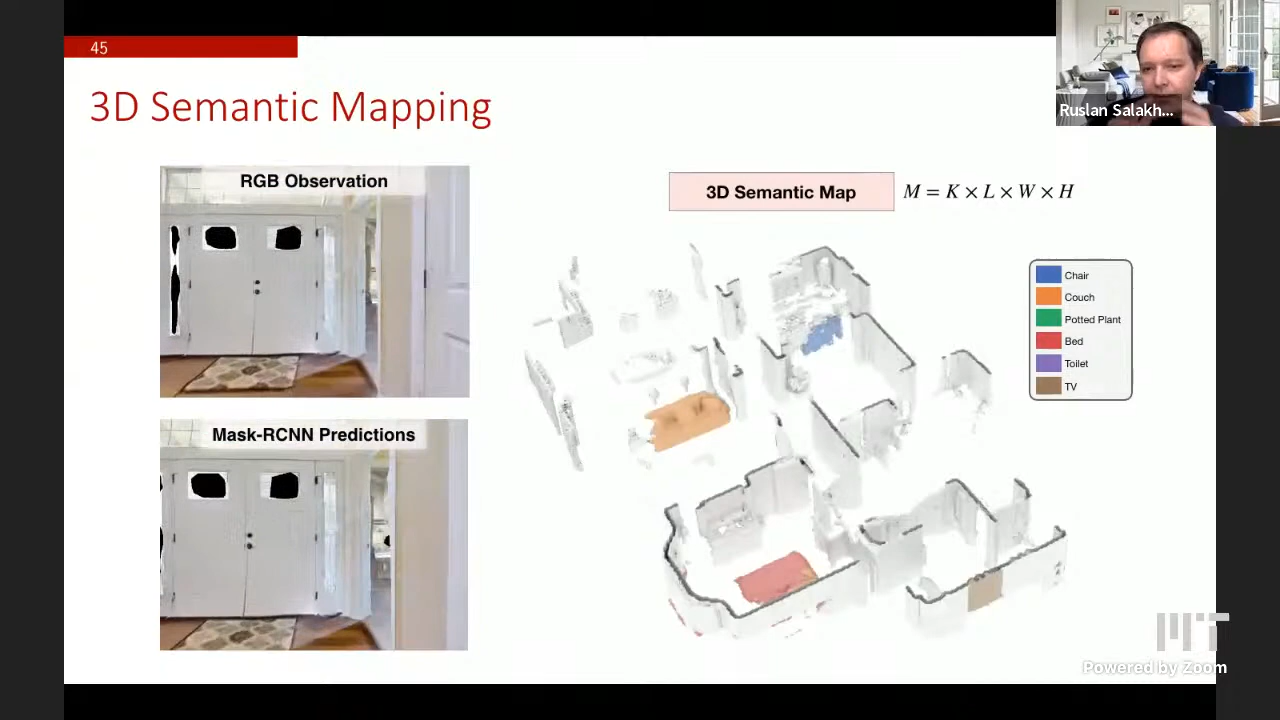 45
3D Semantic Mapping
Ruslan Salakh...
RGB Observation
3D Semantic Map
M = K × L × W × H
Chair
Couch
Potted Plant
Bed
Toilet
TV
Mask-RCNN Predictions
MIT
Powered by Zoom